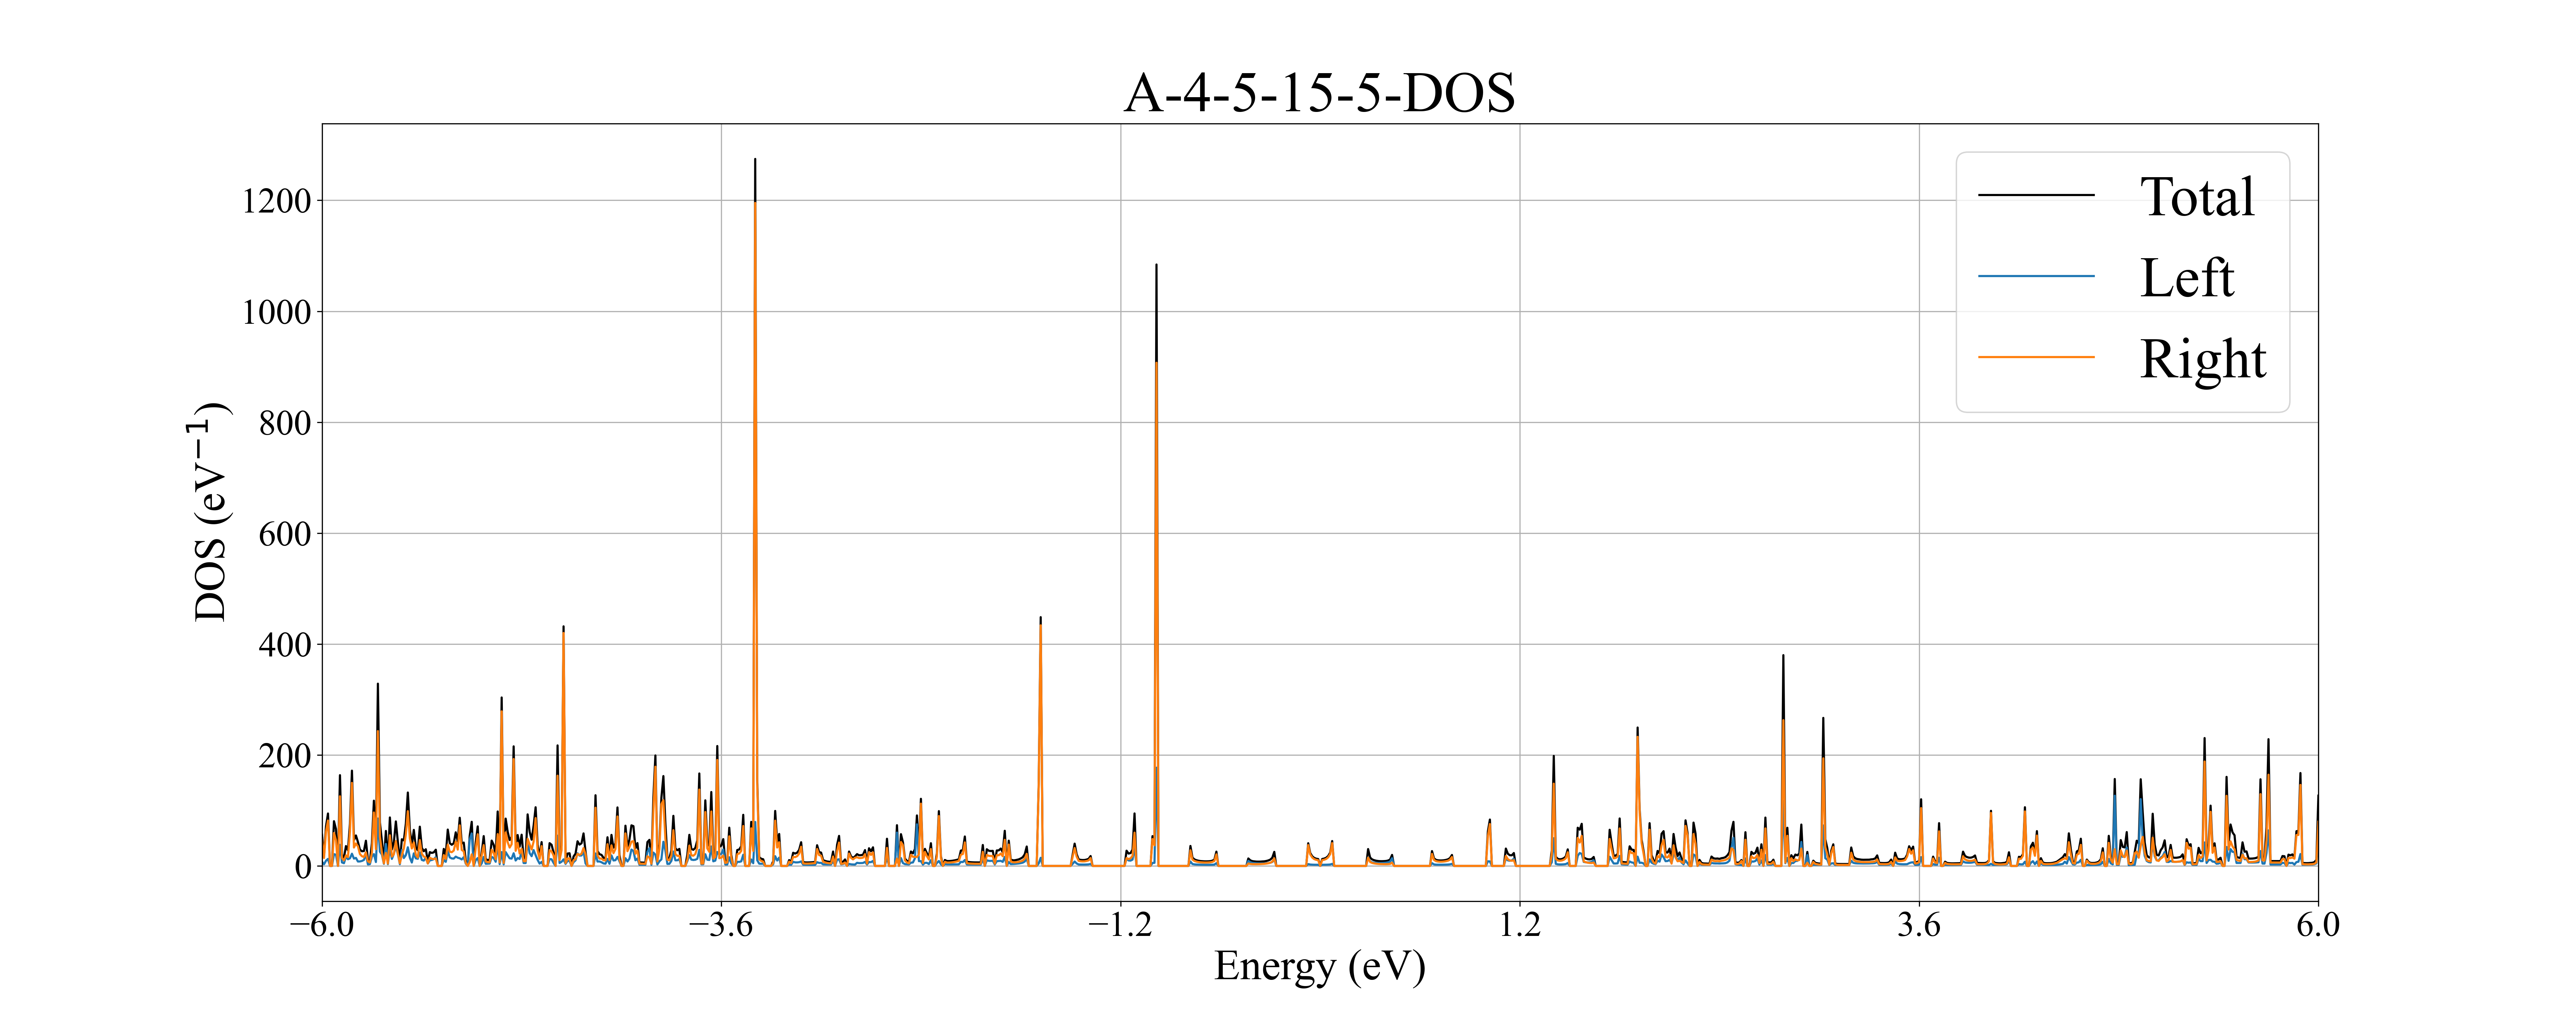 A-4-5-15-5-DOS
Total
Left
Right
1200
1000
800
600
400
200
0
DOS (eV⁻¹)
−6.0 −3.6 −1.2 1.2 3.6 6.0
Energy (eV)